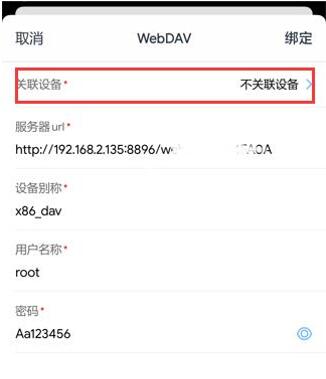 取消 WebDAV 绑定
关联设备* 不关联设备
服务器url*
http://192.168.2.135:8896/we
设备别称*
x86_dav
用户名称*
root
密码*
Aa123456